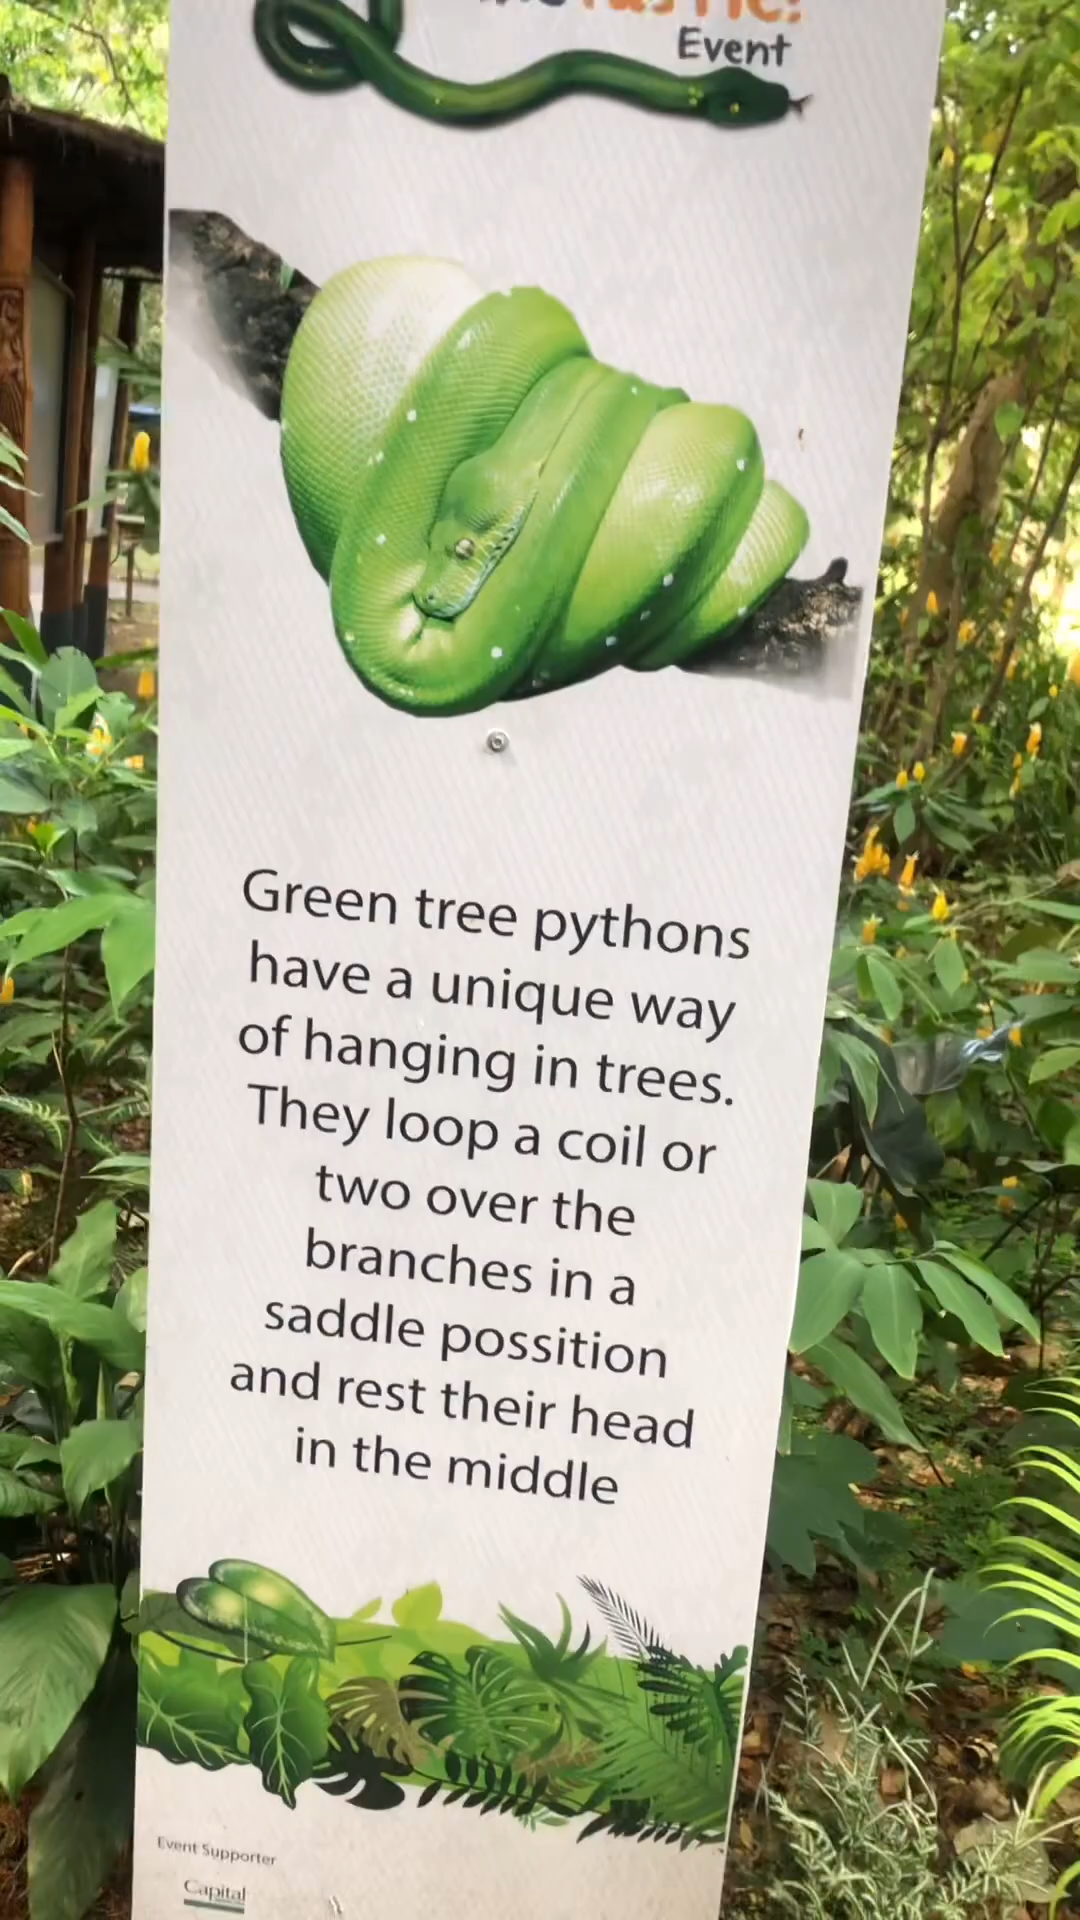 Event
Green tree pythons
have a unique way
of hanging in trees.
They loop a coil or
two over the
branches in a
saddle possition
and rest their head
in the middle
Event Supporter
Capital